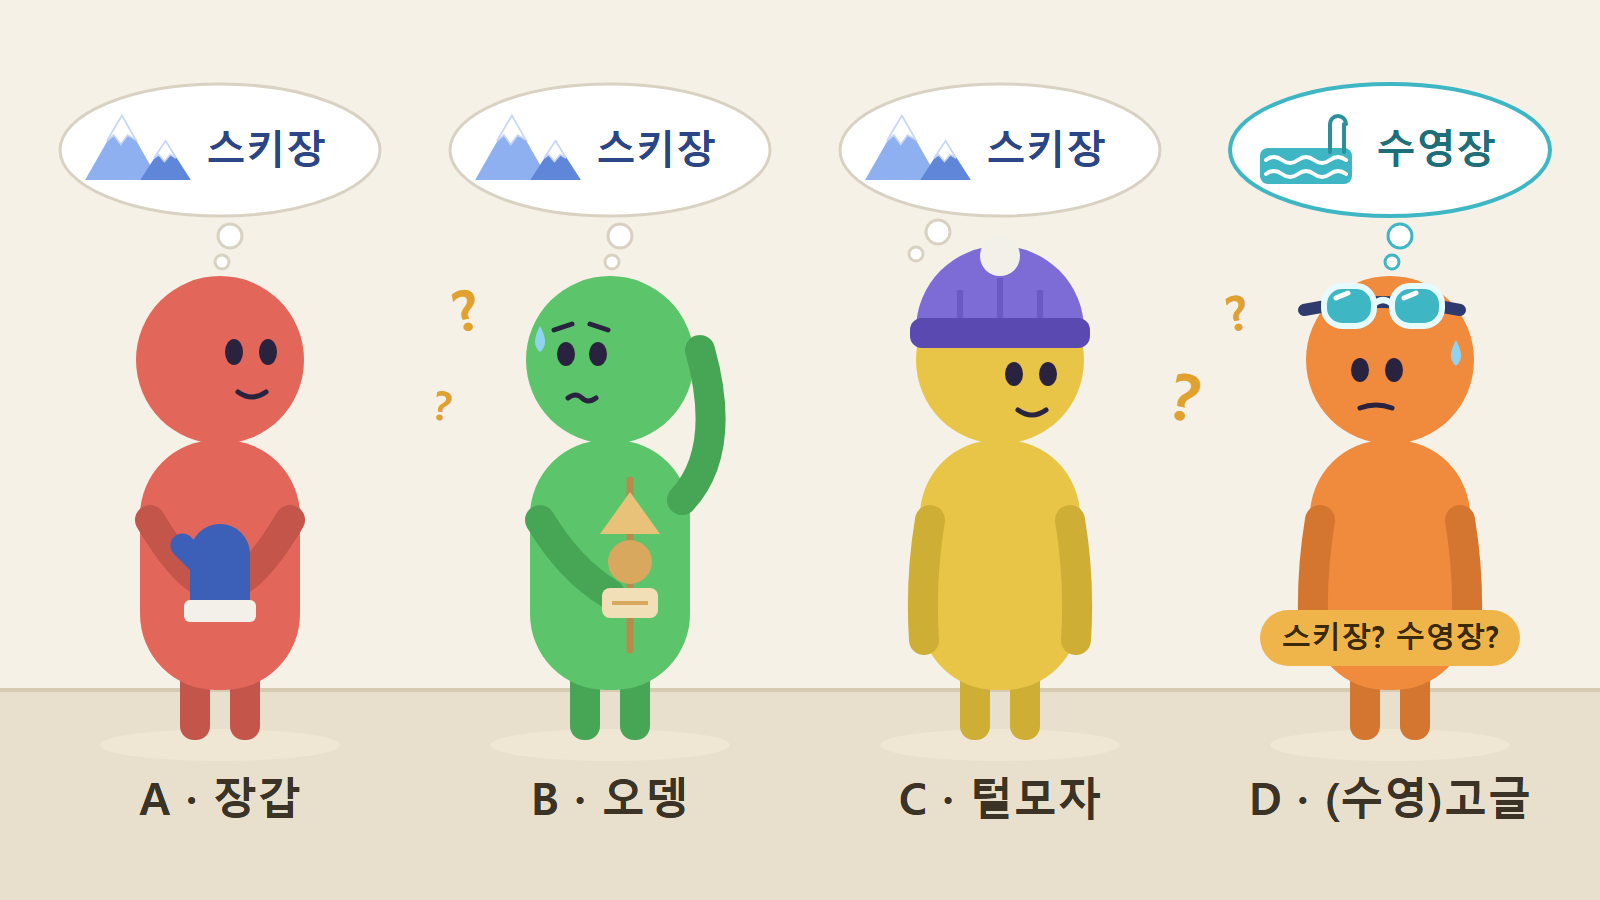 스키장
스키장
스키장
수영장
?
?
?
?
스키장? 수영장?
A · 장갑
B · 오뎅
C · 털모자
D · (수영)고글